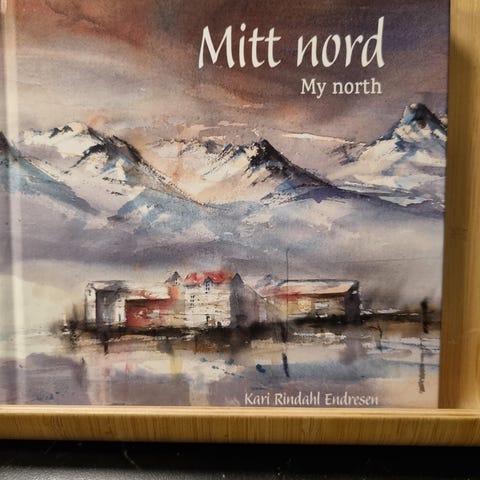 Mitt nord
My north
Kari Rindahl Endresen